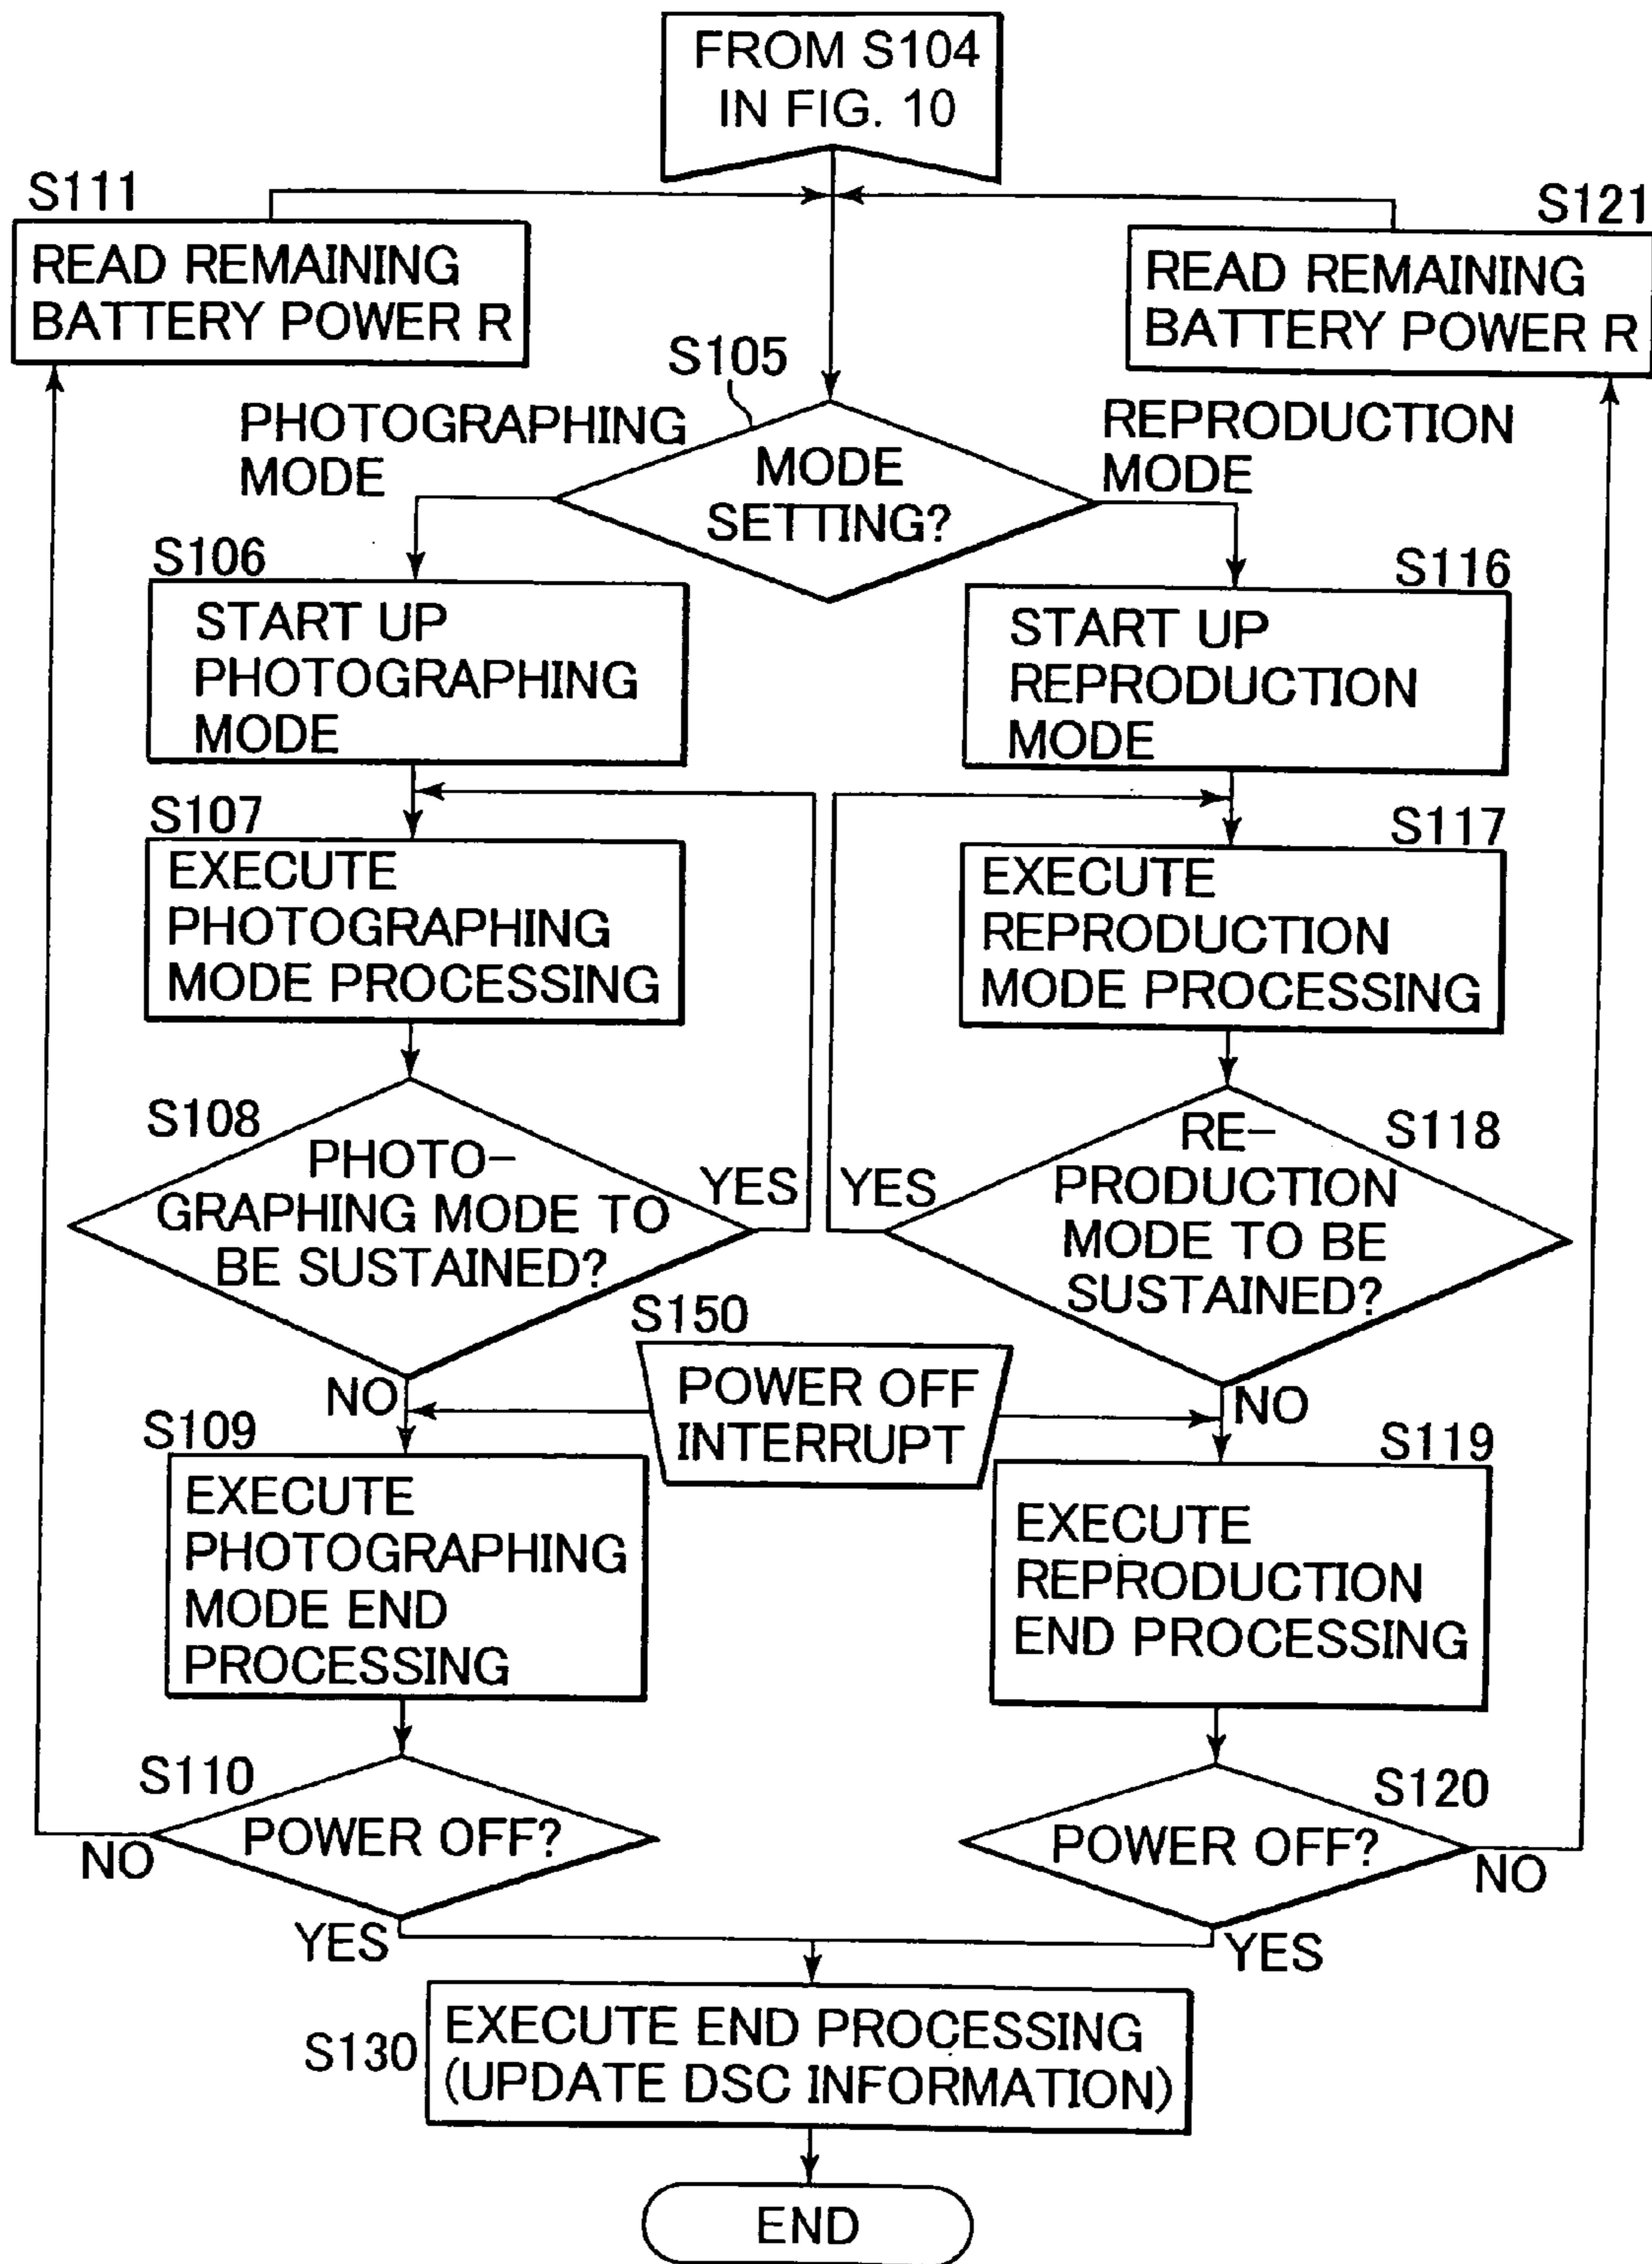 FROM S104
IN FIG. 10
S111
READ REMAINING
BATTERY POWER R
S121
READ REMAINING
BATTERY POWER R
S105
PHOTOGRAPHING
MODE
MODE
SETTING?
REPRODUCTION
MODE
S106
START UP
PHOTOGRAPHING
MODE
S116
START UP
REPRODUCTION
MODE
S107
EXECUTE
PHOTOGRAPHING
MODE PROCESSING
S117
EXECUTE
REPRODUCTION
MODE PROCESSING
S108
PHOTO-
GRAPHING MODE TO
BE SUSTAINED?
YES
YES
RE-
PRODUCTION
MODE TO BE
SUSTAINED?
S118
S150
POWER OFF
INTERRUPT
NO
NO
S109
EXECUTE
PHOTOGRAPHING
MODE END
PROCESSING
S119
EXECUTE
REPRODUCTION
END PROCESSING
S110
POWER OFF?
NO
YES
S120
POWER OFF?
NO
YES
S130
EXECUTE END PROCESSING
(UPDATE DSC INFORMATION)
END